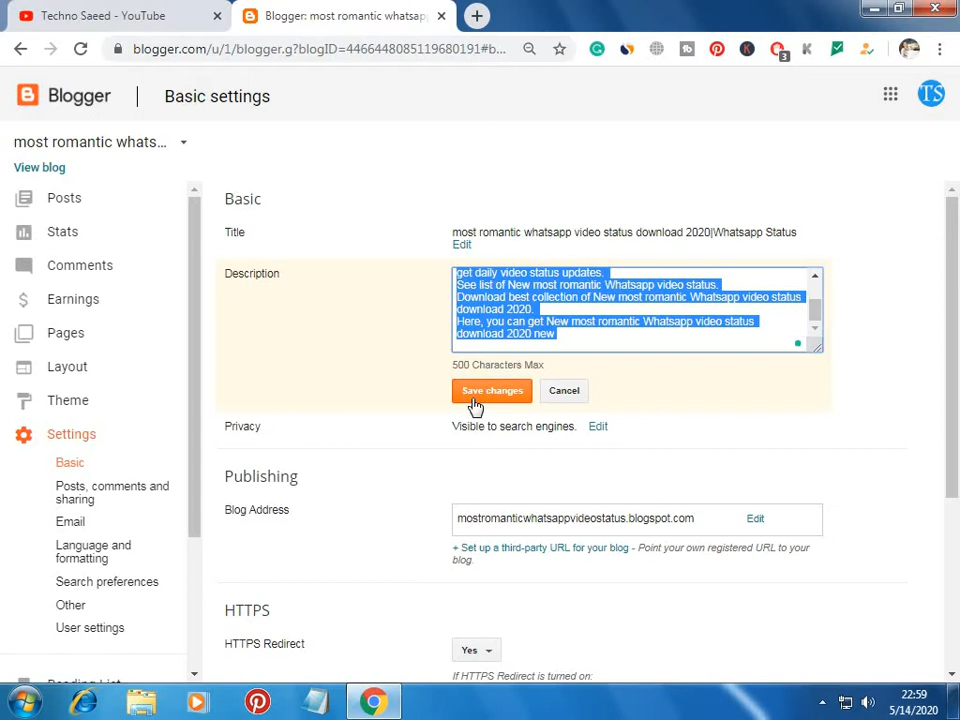 Techno Saeed - YouTube
Blogger: most romantic whatsapp
blogger.com/u/1/blogger.g?blogID=4466448085119680191#b...
3
Blogger
Basic settings
TS
most romantic whats...
View blog
Posts
Stats
Comments
Earnings
Pages
Layout
Theme
Settings
Basic
Posts, comments and
sharing
Email
Language and
formatting
Search preferences
Other
User settings
Reading List
Basic
Title
most romantic whatsapp video status download 2020|Whatsapp Status
Edit
Description
get daily video status updates.
See list of New most romantic Whatsapp video status.
Download best collection of New most romantic Whatsapp video status
download 2020.
Here, you can get New most romantic Whatsapp video status
download 2020 new
500 Characters Max
Save changes
Cancel
Privacy
Visible to search engines. Edit
Publishing
Blog Address
mostromanticwhatsappvideostatus.blogspot.com
Edit
+ Set up a third-party URL for your blog - Point your own registered URL to your
blog.
HTTPS
HTTPS Redirect
Yes
If HTTPS Redirect is turned on:
22:59
5/14/2020